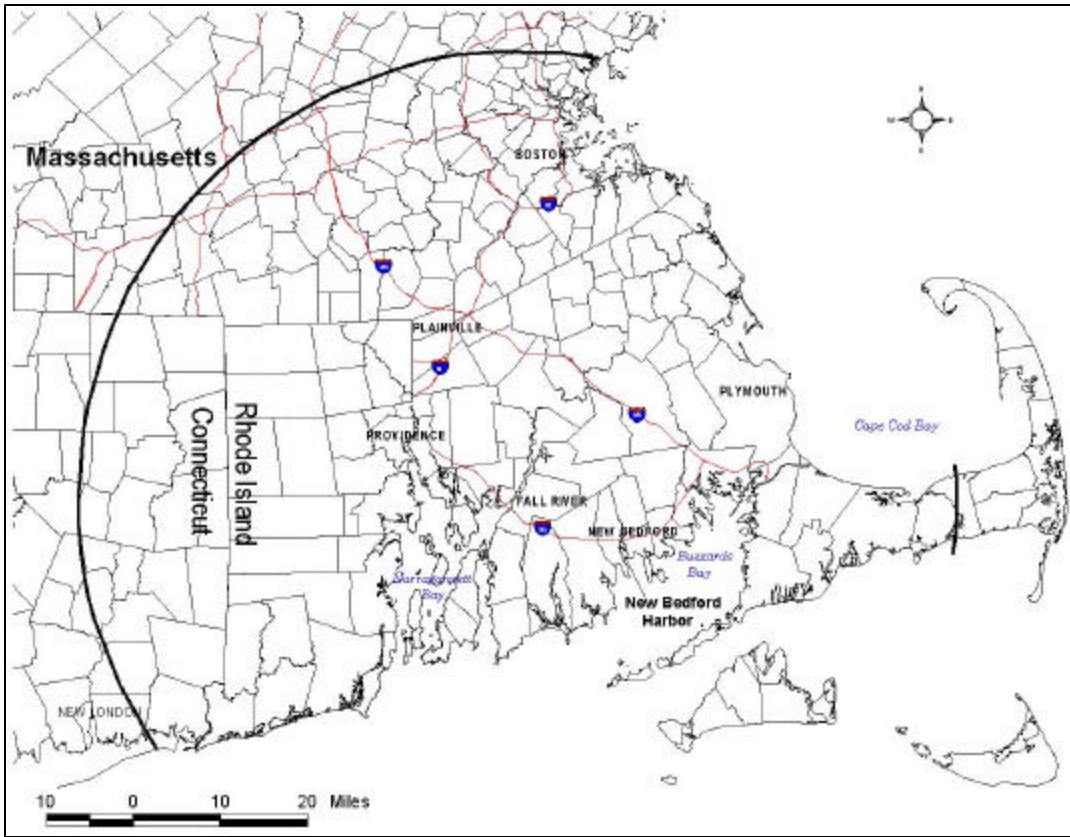 Massachusetts
BOSTON
PLAINVILLE
PLYMOUTH
Cape Cod Bay
Rhode Island
Connecticut
PROVIDENCE
FALL RIVER
NEW BEDFORD
Buzzards
Bay
Narragansett
Bay
New Bedford
Harbor
NEW LONDON
10 0 10 20 Miles